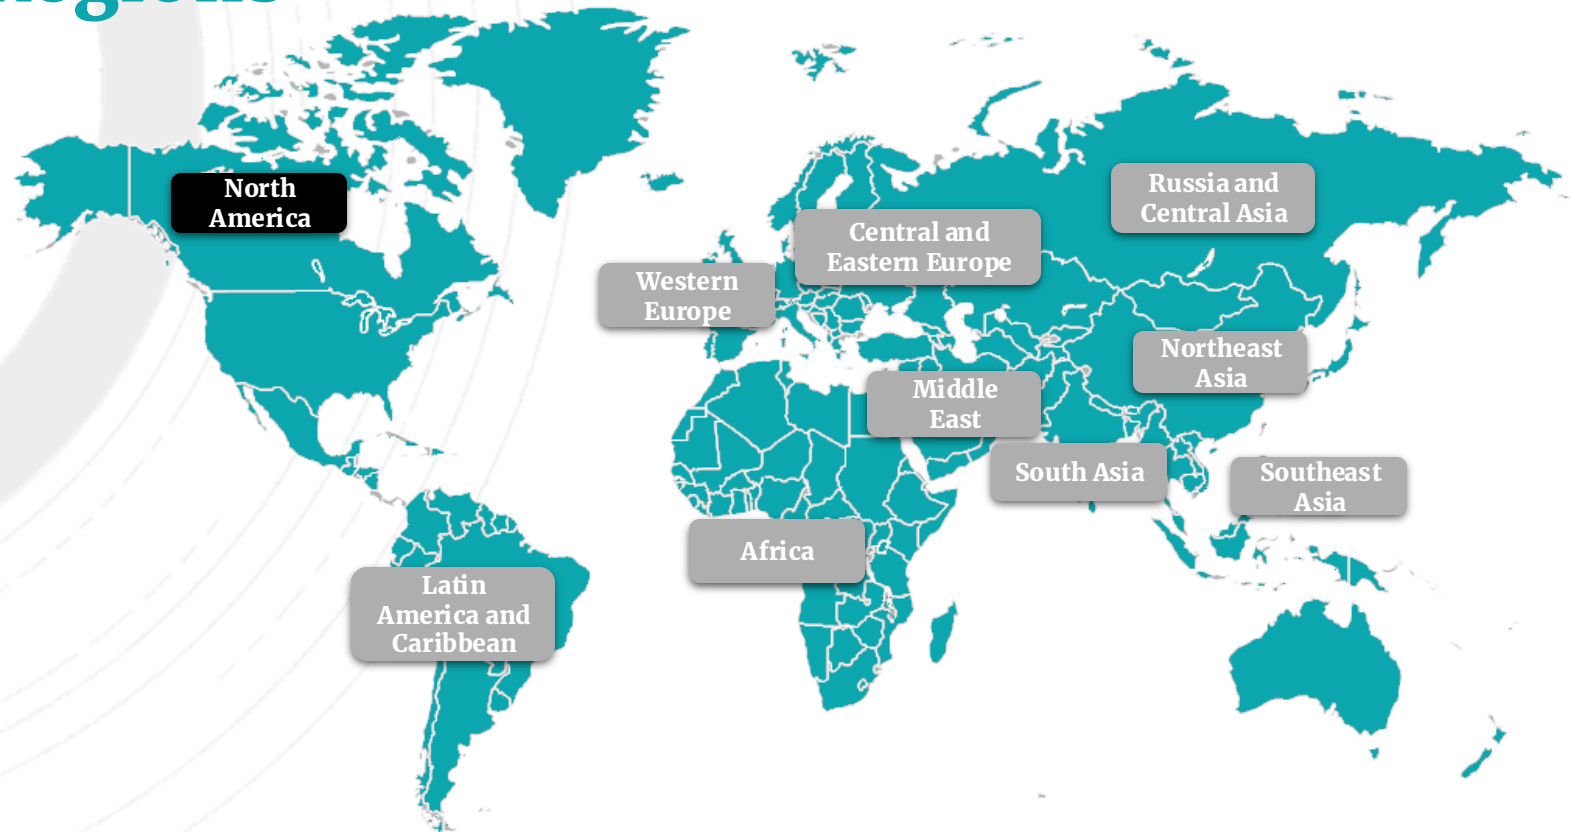 North
America
Russia and
Central Asia
Central and
Eastern Europe
Western
Europe
Northeast
Asia
Middle
East
South Asia
Southeast
Asia
Africa
Latin
America and
Caribbean